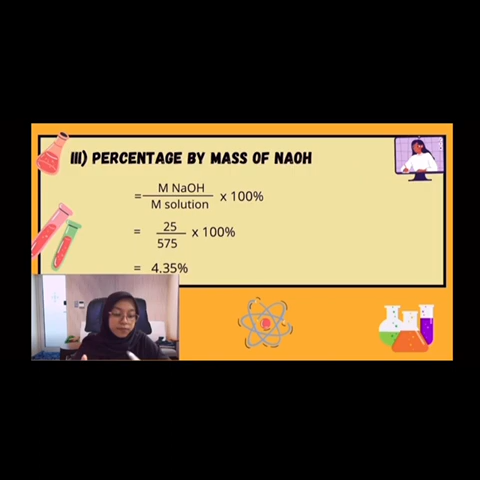 III) PERCENTAGE BY MASS OF NAOH
= M NaOH / M solution x 100%
= 25 / 575 x 100%
= 4.35%